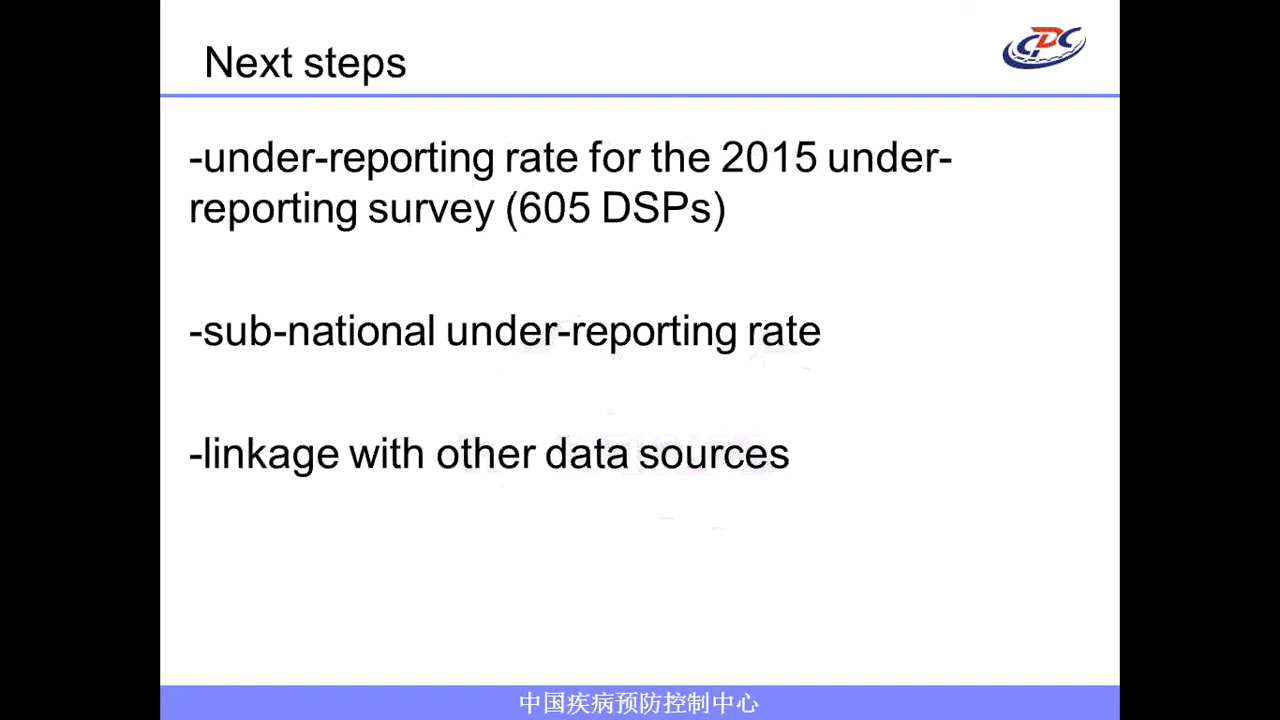 Next steps
CDC
-under-reporting rate for the 2015 under-
reporting survey (605 DSPs)
-sub-national under-reporting rate
-linkage with other data sources
中国疾病预防控制中心